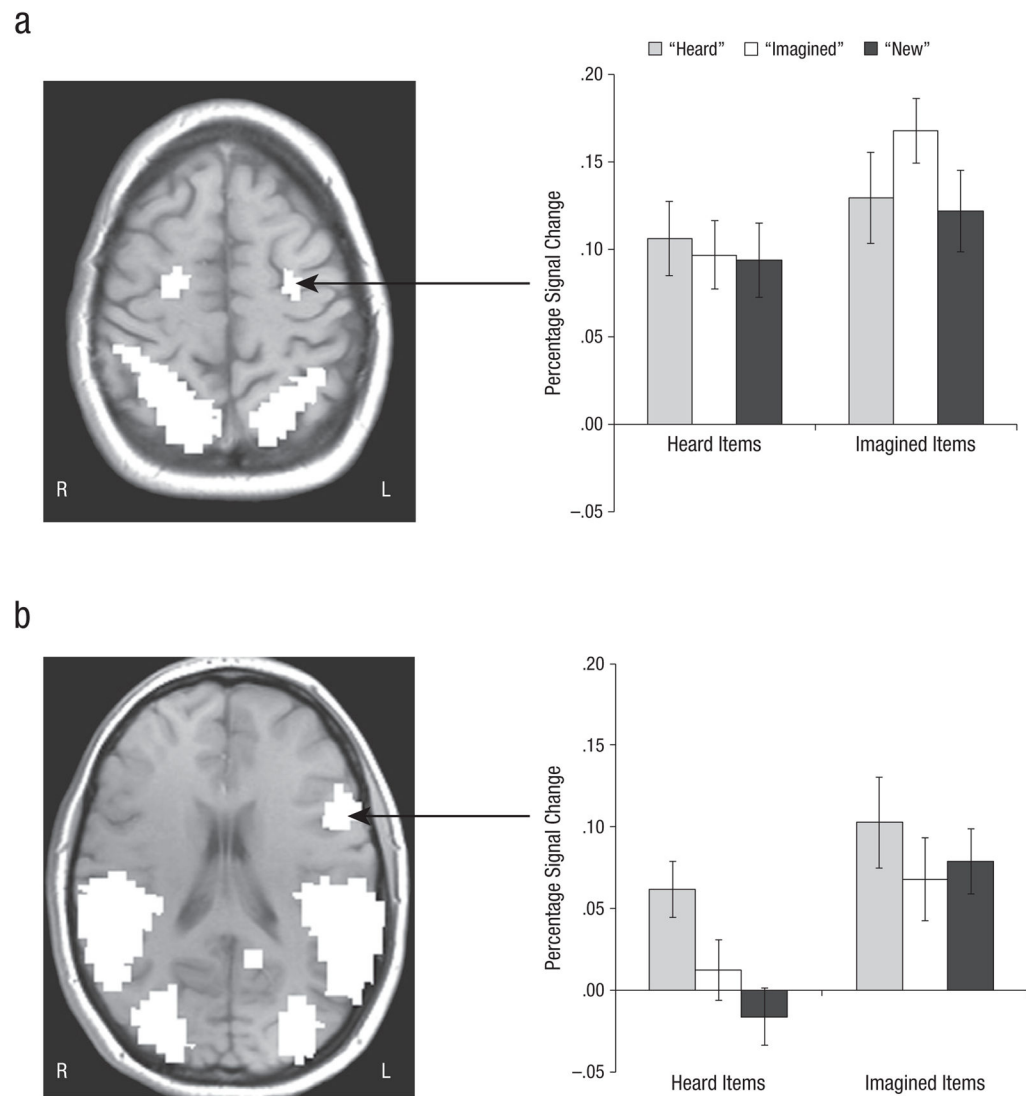 a
"Heard" "Imagined" "New"
.20
.15
.10
.05
.00
–.05
Percentage Signal Change
Heard Items Imagined Items
R L
b
.20
.15
.10
.05
.00
–.05
Percentage Signal Change
Heard Items Imagined Items
R L